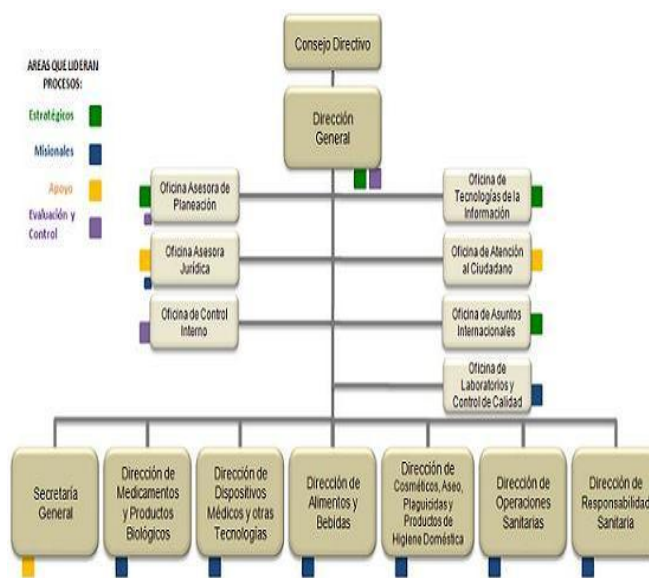 Consejo Directivo
AREAS QUE LIDERAN
PROCESOS:
Estratégicos
Misionales
Apoyo
Evaluación y
Control
Dirección
General
Oficina Asesora
de Planeación
Oficina de
Tecnologías de la
Información
Oficina Asesora
Jurídica
Oficina de Atención
al Ciudadano
Oficina de Control
Interno
Oficina de Asuntos
Internacionales
Oficina de
Laboratorios y
Control de Calidad
Secretaría
General
Dirección de
Medicamentos
y Productos
Biológicos
Dirección de
Dispositivos
Médicos y otras
Tecnologías
Dirección de
Alimentos y
Bebidas
Dirección de
Cosméticos, Aseo,
Plaguicidas y
Productos de
Higiene Doméstica
Dirección de
Operaciones
Sanitarias
Dirección de
Responsabilidad
Sanitaria